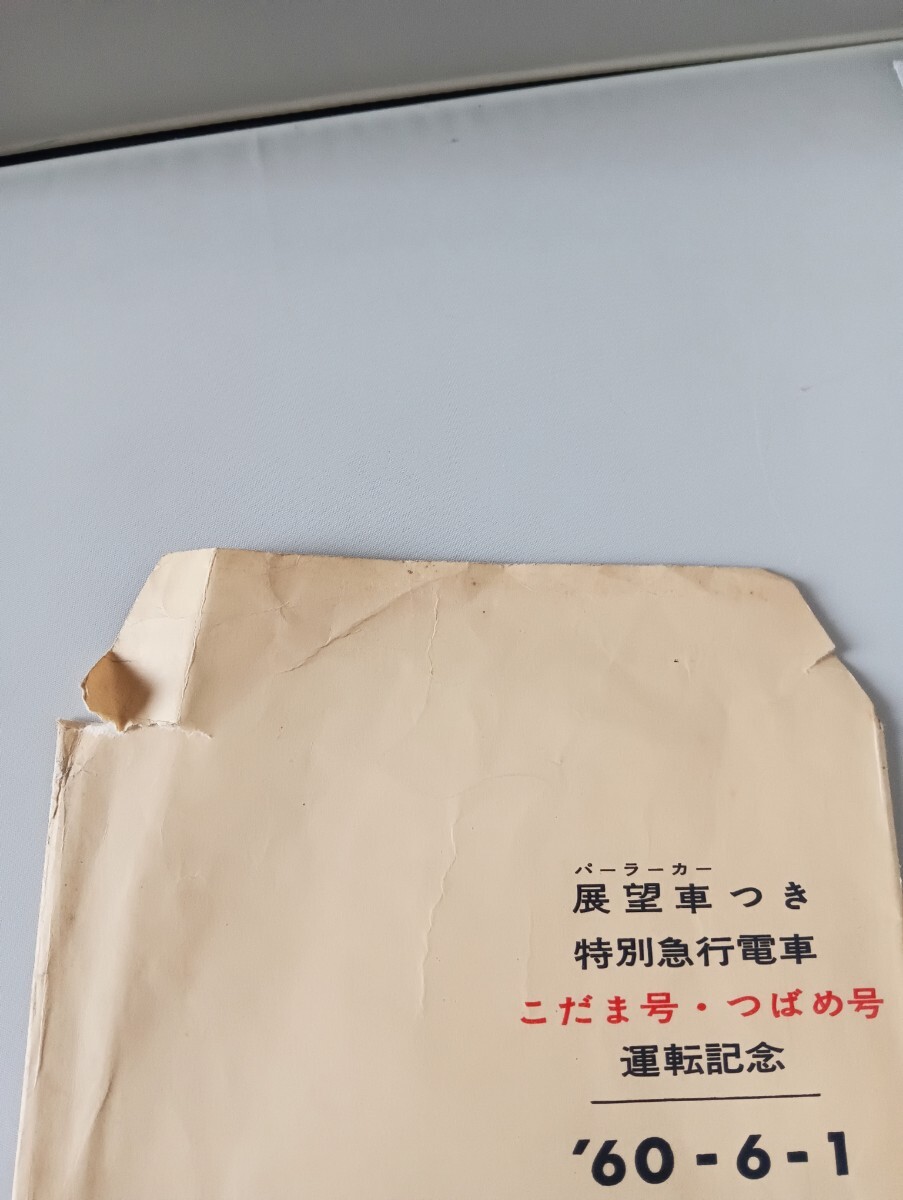 パーラーカー
展望車つき
特別急行電車
こだま号・つばめ号
運転記念
'60-6-1